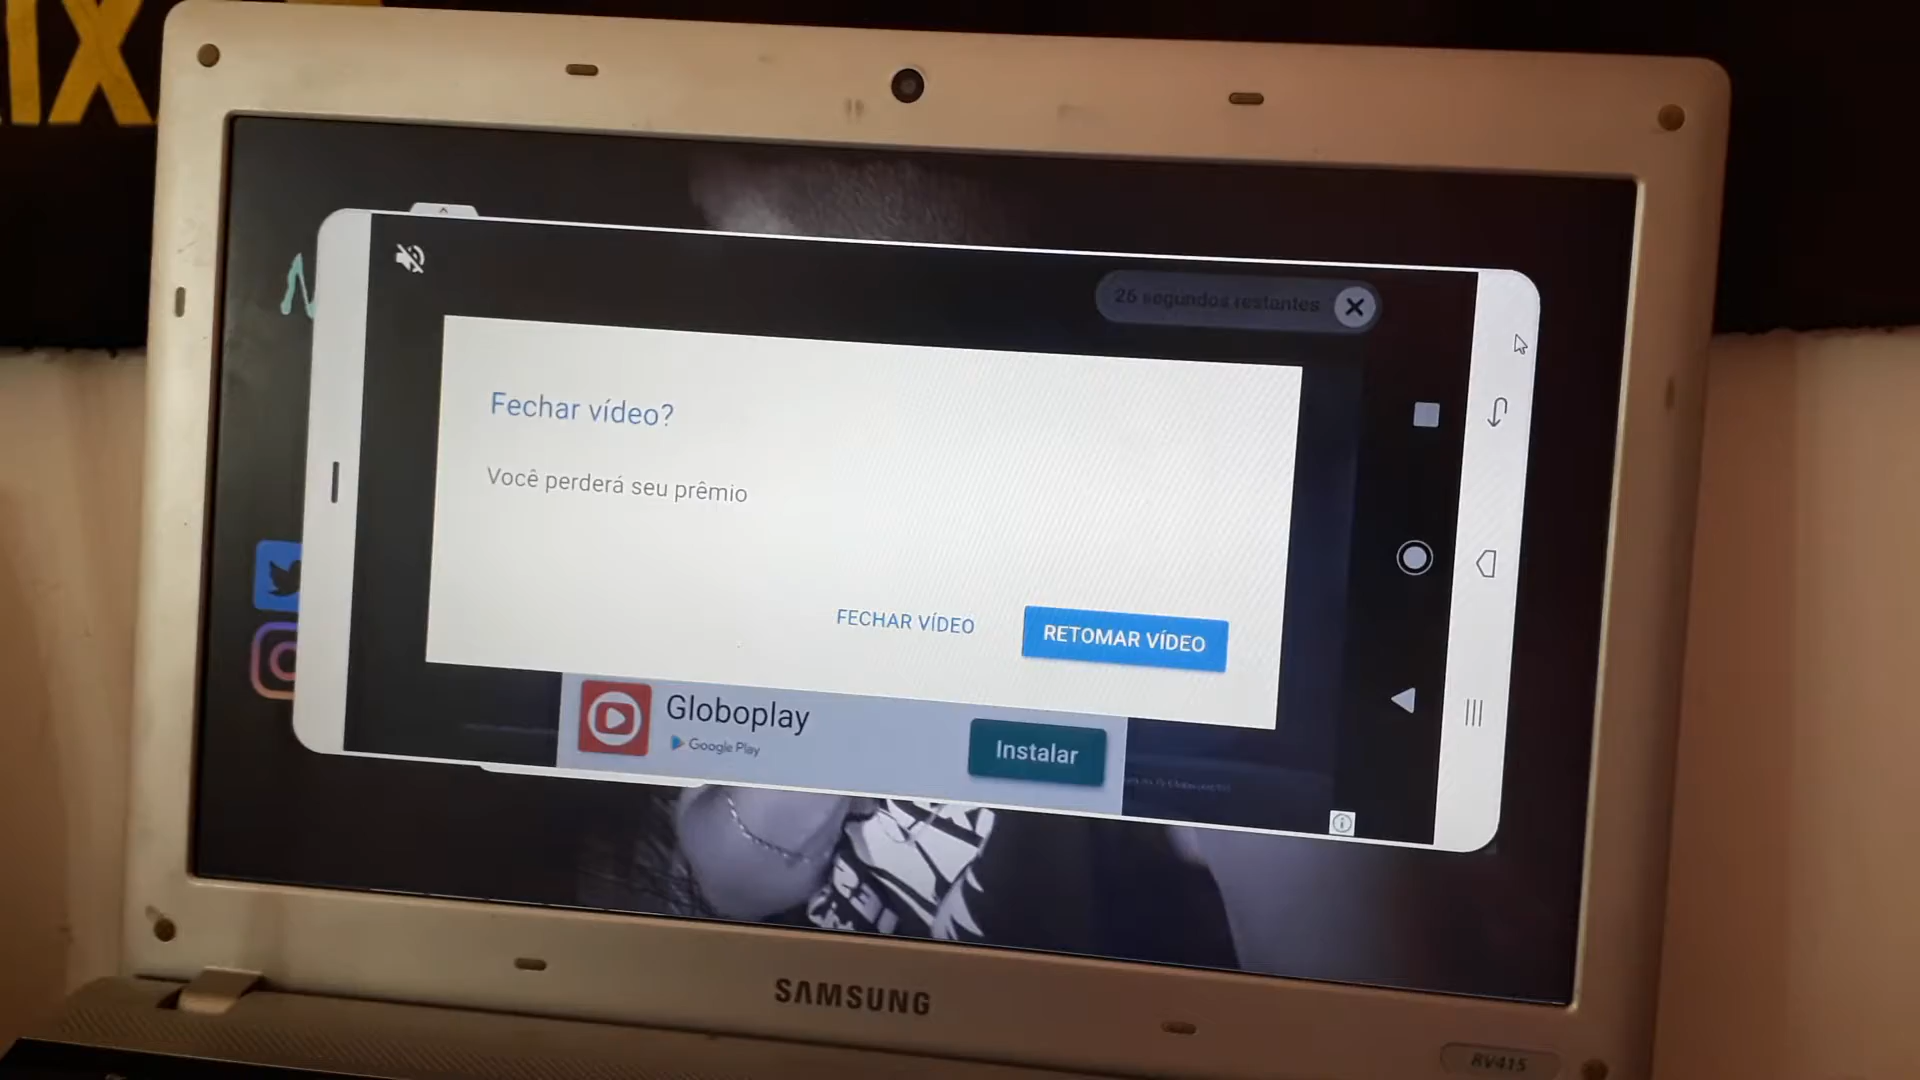 IX
26 segundos restantes
Fechar vídeo?
Você perderá seu prêmio
FECHAR VÍDEO
RETOMAR VÍDEO
Globoplay
Google Play
Instalar
SAMSUNG
RV415